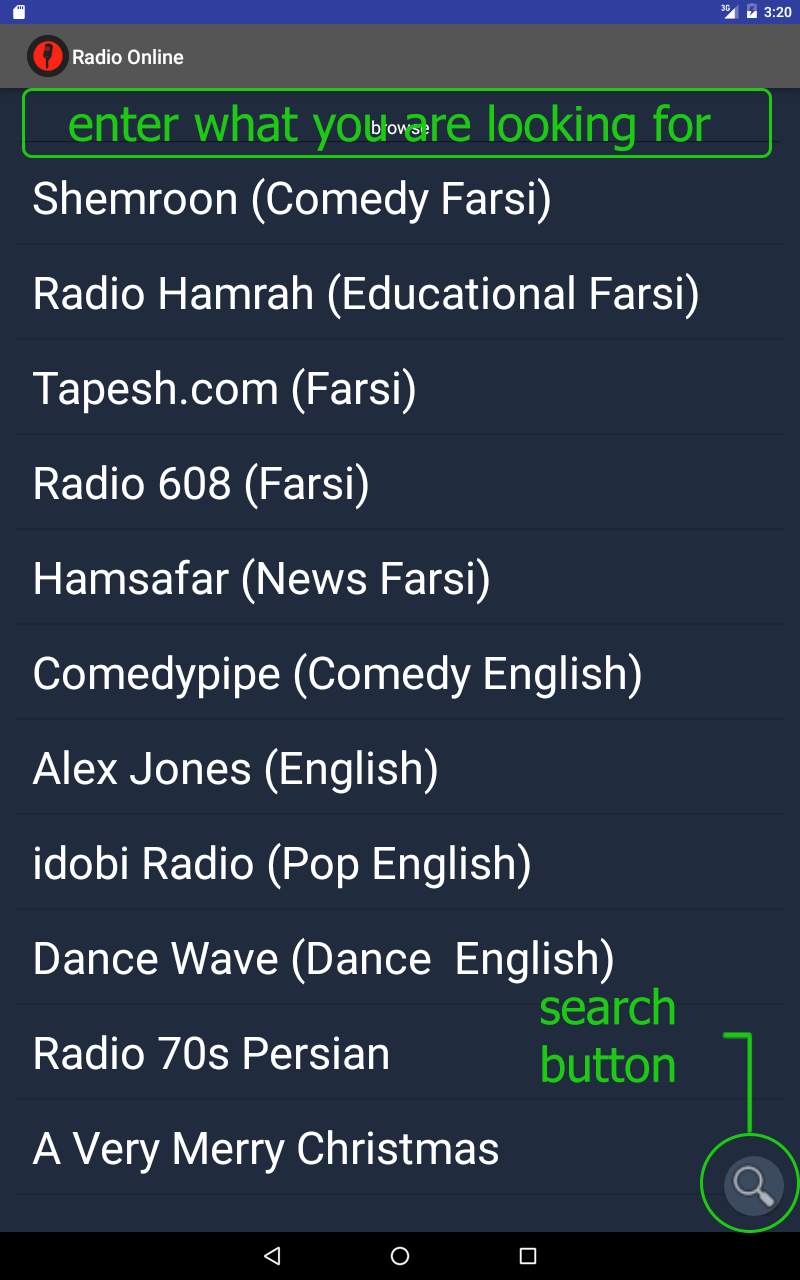 3G 3:20
Radio Online
enter what you are looking for
browse
Shemroon (Comedy Farsi)
Radio Hamrah (Educational Farsi)
Tapesh.com (Farsi)
Radio 608 (Farsi)
Hamsafar (News Farsi)
Comedypipe (Comedy English)
Alex Jones (English)
idobi Radio (Pop English)
Dance Wave (Dance  English)
search
button
Radio 70s Persian
A Very Merry Christmas